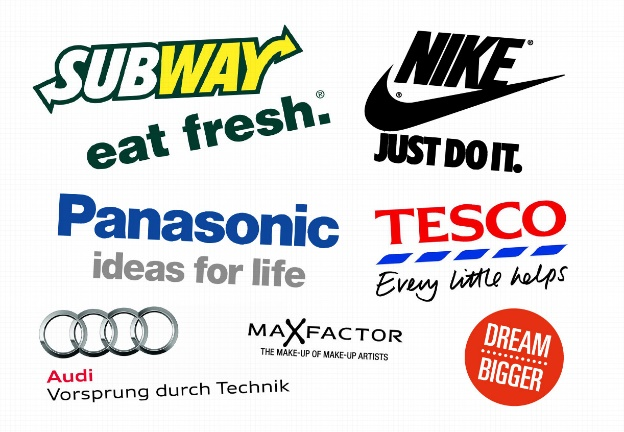 SUBWAY
eat fresh.®
NIKE®
®
JUST DO IT.
Panasonic
ideas for life
TESCO
Every little helps
Audi
Vorsprung durch Technik
MAXFACTOR
THE MAKE-UP OF MAKE-UP ARTISTS
DREAM
BIGGER